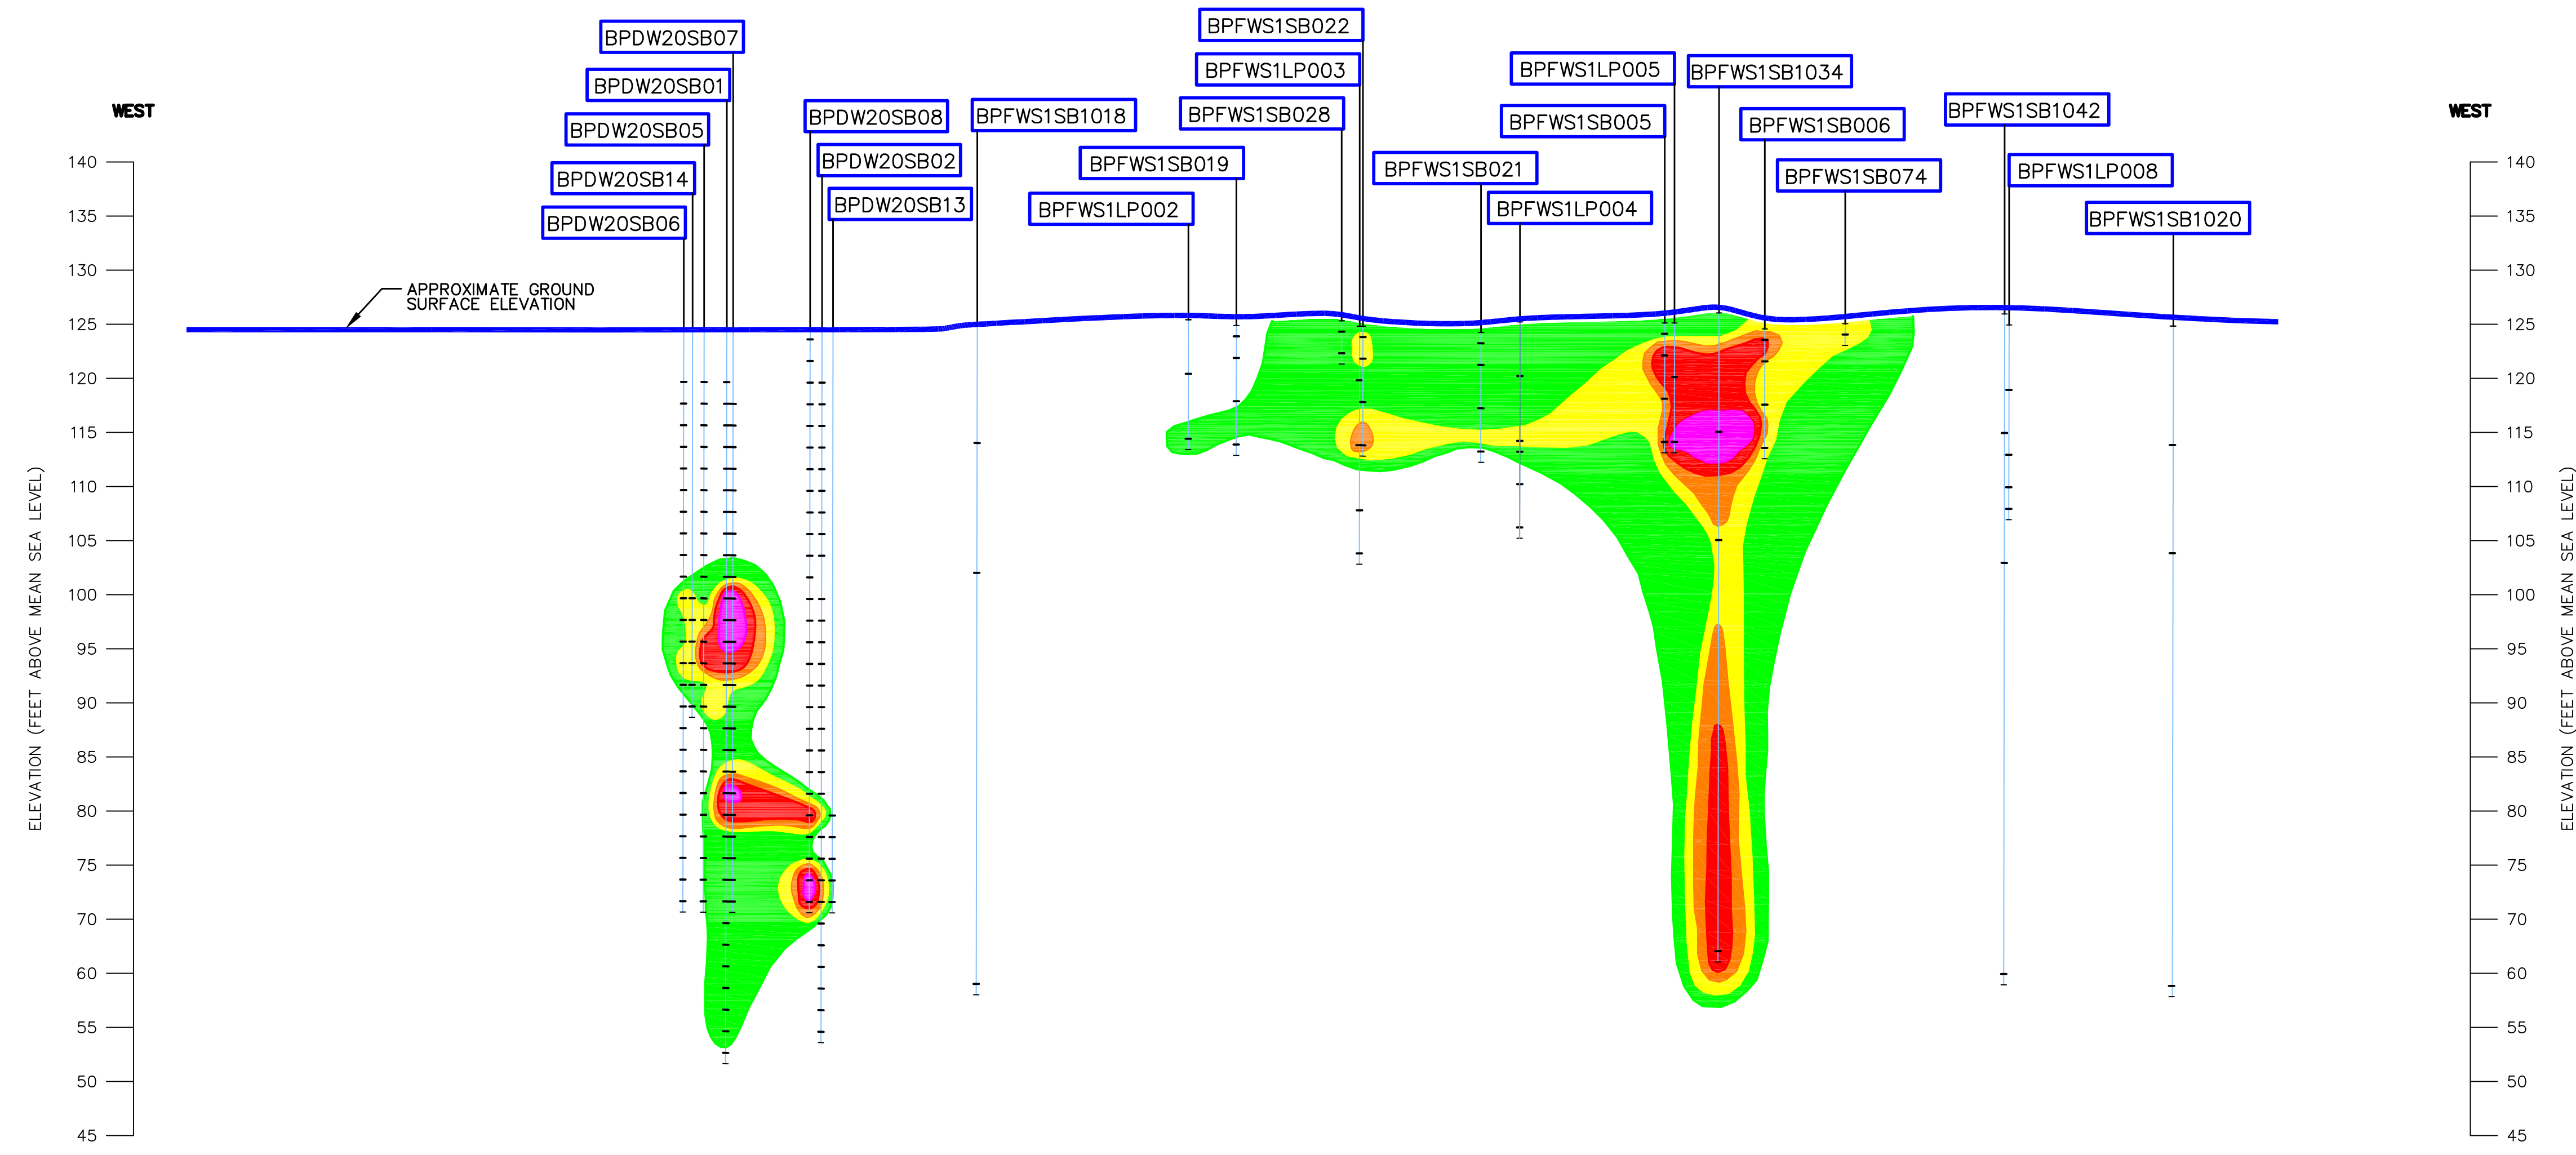 BPFWS1SB022
BPDW20SB07
BPFWS1LP003
BPFWS1LP005
BPFWS1SB1034
BPDW20SB01
WEST
BPDW20SB05
BPDW20SB08
BPFWS1SB1018
BPFWS1SB028
BPFWS1SB005
BPFWS1SB006
BPFWS1SB1042
WEST
BPDW20SB14
BPDW20SB02
BPFWS1SB019
BPFWS1SB021
BPFWS1SB074
BPFWS1LP008
BPDW20SB06
BPDW20SB13
BPFWS1LP002
BPFWS1LP004
BPFWS1SB1020
APPROXIMATE GROUND
SURFACE ELEVATION
ELEVATION (FEET ABOVE MEAN SEA LEVEL)
140
135
130
125
120
115
110
105
100
95
90
85
80
75
70
65
60
55
50
45
140
135
130
125
120
115
110
105
100
95
90
85
80
75
70
65
60
55
50
45
ELEVATION (FEET ABOVE MEAN SEA LEVEL)